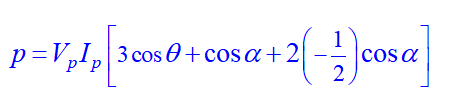 p = V_p I_p [3 cos θ + cos α + 2(-1/2) cos α]